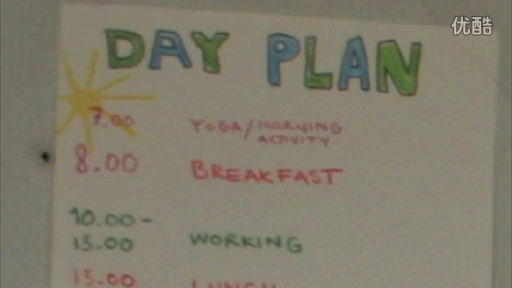 优酷
DAY PLAN
7.00 YOGA/MORNING
ACTIVITY
8.00 BREAKFAST
10.00-
15.00 WORKING
15.00 LUNCH